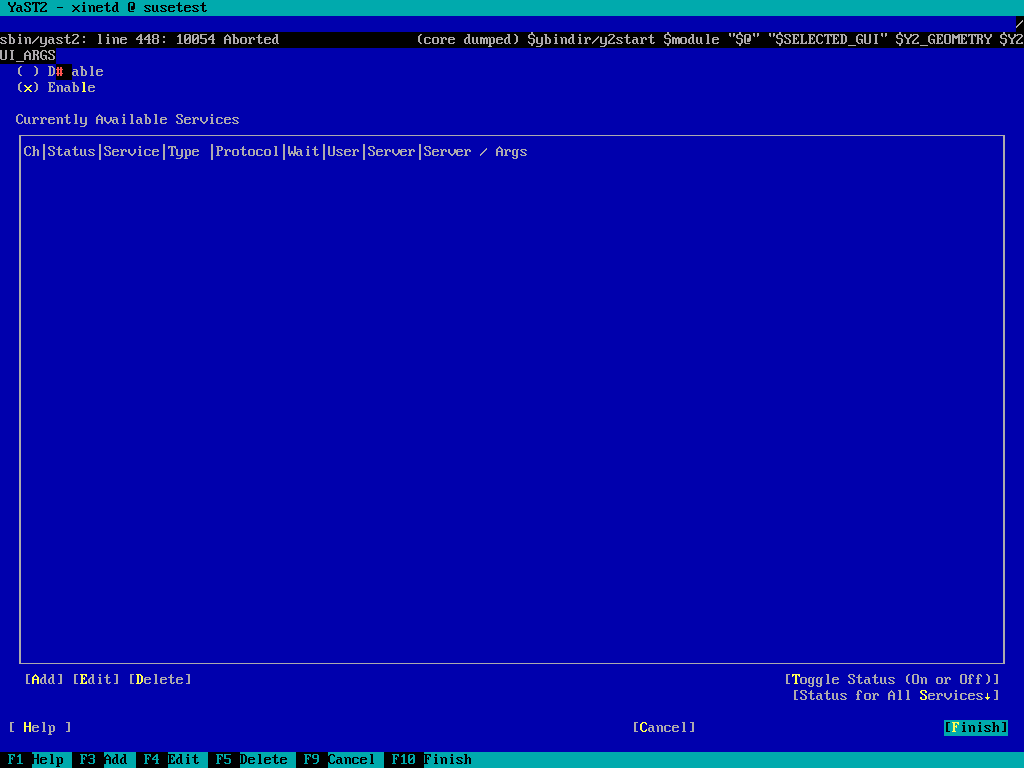 YaST2 - xinetd @ susetest
/
sbin/yast2: line 448: 10054 Aborted                 (core dumped) $ybindir/y2start $module "$@" "$SELECTED_GUI" $Y2_GEOMETRY $Y2
UI_ARGS
( ) D# able
(x) Enable
Currently Available Services
Ch|Status|Service|Type |Protocol|Wait|User|Server|Server / Args
[Add] [Edit] [Delete] [Toggle Status (On or Off)]
[Status for All Services↓]
[ Help ] [Cancel] [Finish]
F1 Help F3 Add F4 Edit F5 Delete F9 Cancel F10 Finish